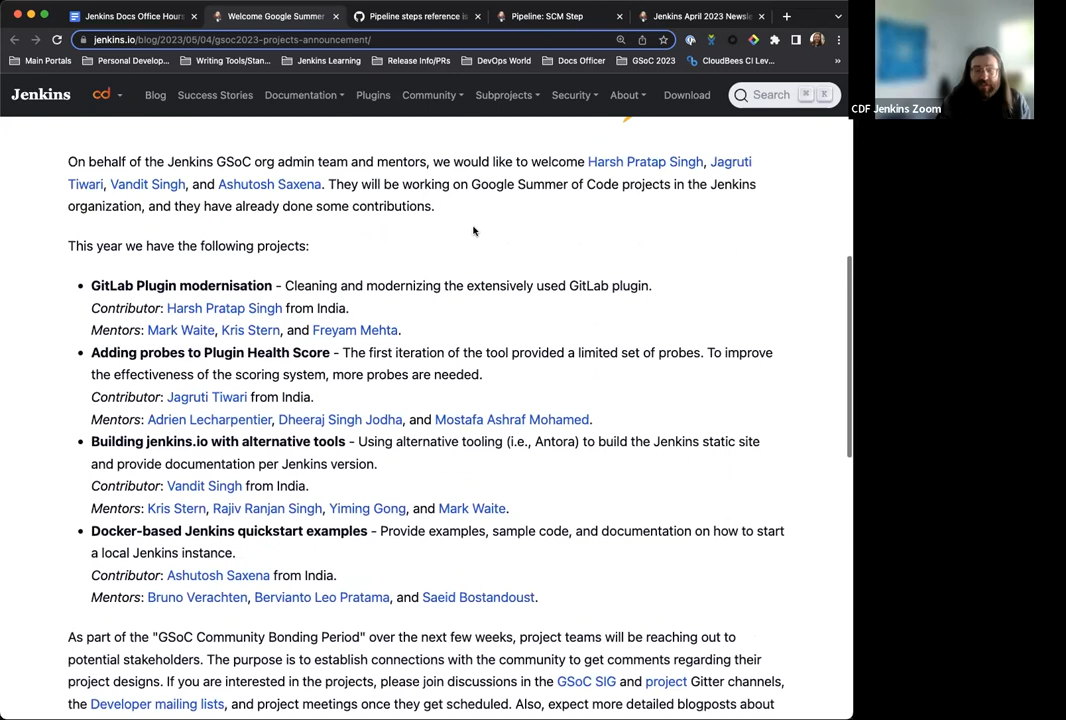 Jenkins Docs Office Hours
Welcome Google Summer
Pipeline steps reference is
Pipeline: SCM Step
Jenkins April 2023 Newsle
jenkins.io/blog/2023/05/04/gsoc2023-projects-announcement/
Main Portals
Personal Develop...
Writing Tools/Stan...
Jenkins Learning
Release Info/PRs
DevOps World
Docs Officer
GSoC 2023
CloudBees CI Lev...
»
Jenkins
cd
Blog
Success Stories
Documentation
Plugins
Community
Subprojects
Security
About
Download
Search
⌘
K
CDF Jenkins Zoom
On behalf of the Jenkins GSoC org admin team and mentors, we would like to welcome Harsh Pratap Singh, Jagruti
Tiwari, Vandit Singh, and Ashutosh Saxena. They will be working on Google Summer of Code projects in the Jenkins
organization, and they have already done some contributions.
This year we have the following projects:
• GitLab Plugin modernisation - Cleaning and modernizing the extensively used GitLab plugin.
Contributor: Harsh Pratap Singh from India.
Mentors: Mark Waite, Kris Stern, and Freyam Mehta.
• Adding probes to Plugin Health Score - The first iteration of the tool provided a limited set of probes. To improve
the effectiveness of the scoring system, more probes are needed.
Contributor: Jagruti Tiwari from India.
Mentors: Adrien Lecharpentier, Dheeraj Singh Jodha, and Mostafa Ashraf Mohamed.
• Building jenkins.io with alternative tools - Using alternative tooling (i.e., Antora) to build the Jenkins static site
and provide documentation per Jenkins version.
Contributor: Vandit Singh from India.
Mentors: Kris Stern, Rajiv Ranjan Singh, Yiming Gong, and Mark Waite.
• Docker-based Jenkins quickstart examples - Provide examples, sample code, and documentation on how to start
a local Jenkins instance.
Contributor: Ashutosh Saxena from India.
Mentors: Bruno Verachten, Bervianto Leo Pratama, and Saeid Bostandoust.
As part of the "GSoC Community Bonding Period" over the next few weeks, project teams will be reaching out to
potential stakeholders. The purpose is to establish connections with the community to get comments regarding their
project designs. If you are interested in the projects, please join discussions in the GSoC SIG and project Gitter channels,
the Developer mailing lists, and project meetings once they get scheduled. Also, expect more detailed blogposts about